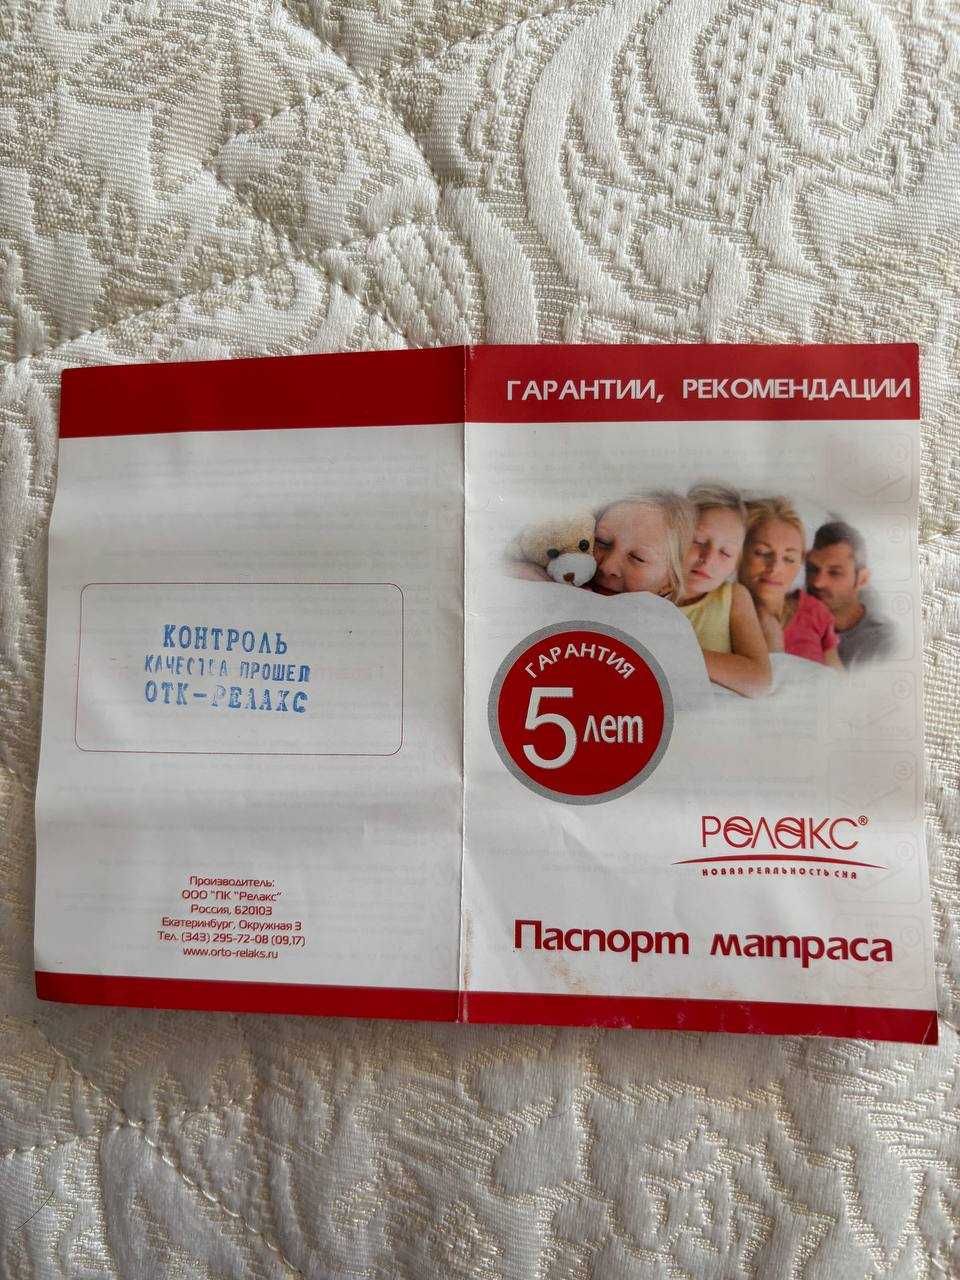 КОНТРОЛЬ
КАЧЕСТВА ПРОШЕЛ
ОТК-РЕЛАКС
Производитель:
ООО "ПК "Релакс"
Россия, 620103
Екатеринбург, Окружная 3
Тел. (343) 295-72-08 (09,17)
www.orto-relaks.ru
ГАРАНТИИ, РЕКОМЕНДАЦИИ
ГАРАНТИЯ
5 лет
РЕЛАКС®
НОВАЯ РЕАЛЬНОСТЬ СНА
Паспорт матраса